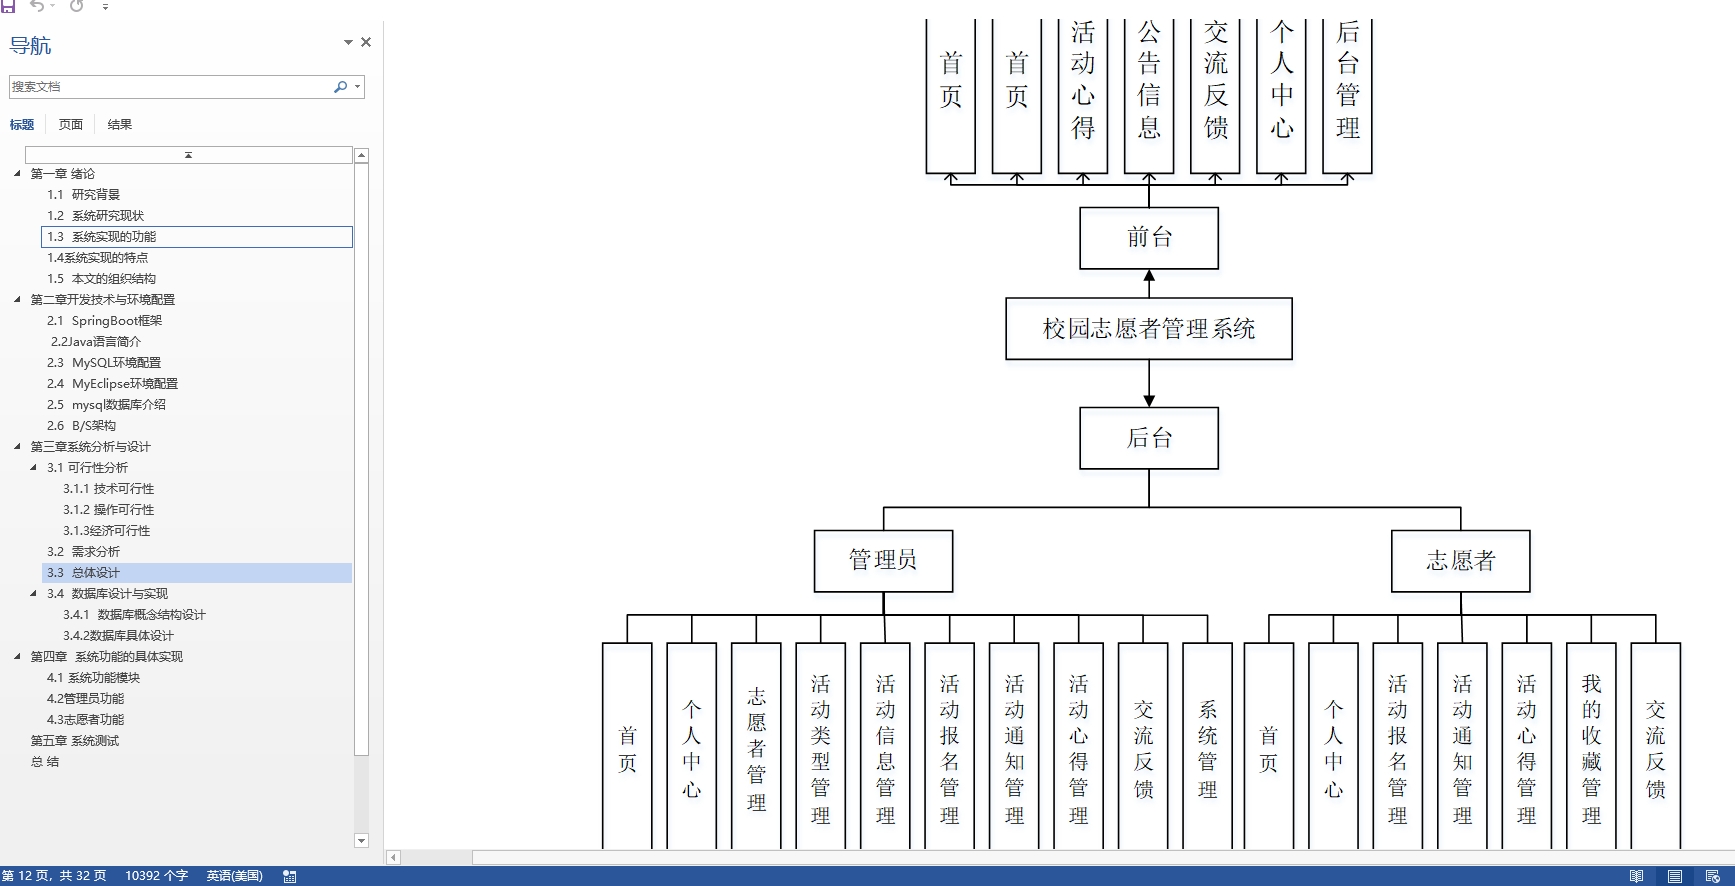 导航
搜索文档
标题 页面 结果
第一章 绪论
1.1 研究背景
1.2 系统研究现状
1.3 系统实现的功能
1.4系统实现的特点
1.5 本文的组织结构
第二章开发技术与环境配置
2.1 SpringBoot框架
2.2Java语言简介
2.3 MySQL环境配置
2.4 MyEclipse环境配置
2.5 mysql数据库介绍
2.6 B/S架构
第三章系统分析与设计
3.1 可行性分析
3.1.1 技术可行性
3.1.2 操作可行性
3.1.3经济可行性
3.2 需求分析
3.3 总体设计
3.4 数据库设计与实现
3.4.1 数据库概念结构设计
3.4.2数据库具体设计
第四章 系统功能的具体实现
4.1 系统功能模块
4.2管理员功能
4.3志愿者功能
第五章 系统测试
总 结
首页
首页
活动心得
公告信息
交流反馈
个人中心
后台管理
前台
校园志愿者管理系统
后台
管理员
志愿者
首页
个人中心
志愿者管理
活动类型管理
活动信息管理
活动报名管理
活动通知管理
活动心得管理
交流反馈
系统管理
首页
个人中心
活动报名管理
活动通知管理
活动心得管理
我的收藏管理
交流反馈
第 12 页，共 32 页 10392 个字 英语(美国)